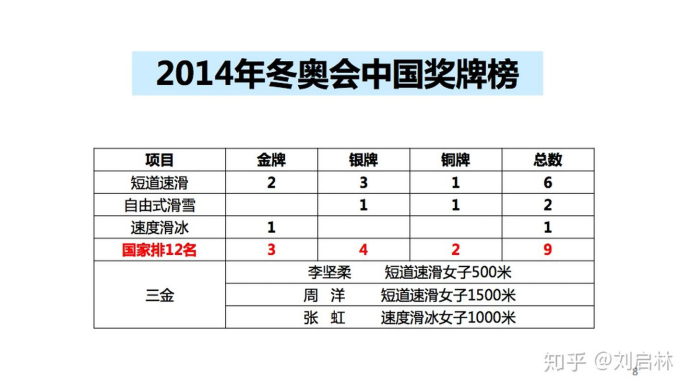 2014年冬奥会中国奖牌榜
项目 金牌 银牌 铜牌 总数
短道速滑 2 3 1 6
自由式滑雪 1 1 2
速度滑冰 1 1
国家排12名 3 4 2 9
三金
李坚柔 短道速滑女子500米
周 洋 短道速滑女子1500米
张 虹 速度滑冰女子1000米
知乎 @刘启林
8